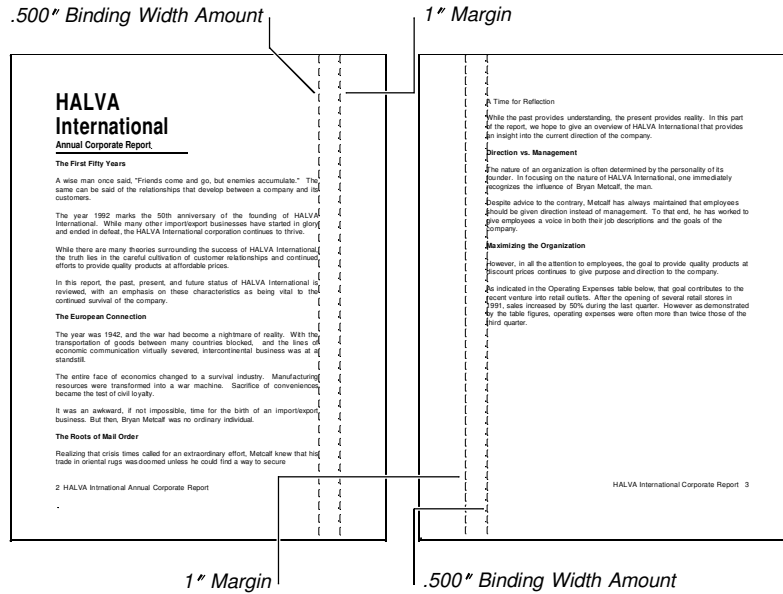 .500" Binding Width Amount
1" Margin
HALVA
International
Annual Corporate Report
The First Fifty Years
A wise man once said, "Friends come and go, but enemies accumulate." The
same can be said of the relationships that develop between a company and its
customers.
The year 1992 marks the 50th anniversary of the founding of HALVA
International. While many other import/export businesses have started in glory
and ended in defeat, the HALVA International corporation continues to thrive.
While there are many theories surrounding the success of HALVA International,
the truth lies in the careful cultivation of customer relationships and continued
efforts to provide quality products at affordable prices.
In this report, the past, present, and future status of HALVA International is
reviewed, with an emphasis on these characteristics as being vital to the
continued survival of the company.
The European Connection
The year was 1942, and the war had become a nightmare of reality. With the
transportation of goods between many countries blocked, and the lines of
economic communication virtually severed, intercontinental business was at a
standstill.
The entire face of economics changed to a survival industry. Manufacturing
resources were transformed into a war machine. Sacrifice of conveniences
became the test of civil loyalty.
It was an awkward, if not impossible, time for the birth of an import/export
business. But then, Bryan Metcalf was no ordinary individual.
The Roots of Mail Order
Realizing that crisis times called for an extraordinary effort, Metcalf knew that his
trade in oriental rugs was doomed unless he could find a way to secure
2 HALVA Intrnational Annual Corporate Report
A Time for Reflection
While the past provides understanding, the present provides reality. In this part
of the report, we hope to give an overview of HALVA International that provides
an insight into the current direction of the company.
Direction vs. Management
The nature of an organization is often determined by the personality of its
founder. In focusing on the nature of HALVA International, one immediately
recognizes the influence of Bryan Metcalf, the man.
Despite advice to the contrary, Metcalf has always maintained that employees
should be given direction instead of management. To that end, he has worked to
give employees a voice in both their job descriptions and the goals of the
company.
Maximizing the Organization
However, in all the attention to employees, the goal to provide quality products at
discount prices continues to give purpose and direction to the company.
As indicated in the Operating Expenses table below, that goal contributes to the
recent venture into retail outlets. After the opening of several retail stores in
1991, sales increased by 50% during the last quarter. However as demonstrated
by the table figures, operating expenses were often more than twice those of the
third quarter.
HALVA International Corporate Report 3
1" Margin
.500" Binding Width Amount